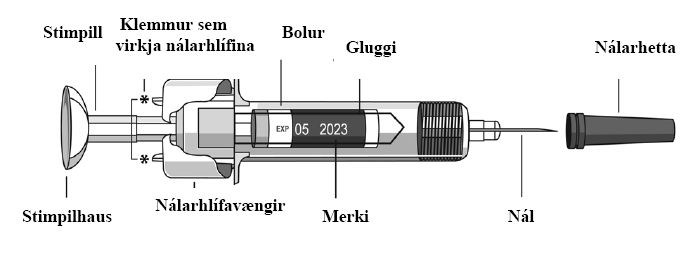 Stimpill
Klemmur sem
virkja nálarhlífina
Bolur
Gluggi
Nálarhetta
*
EXP 05 2023
*
Stimpilhaus
Nálarhlífavængir
Merki
Nál